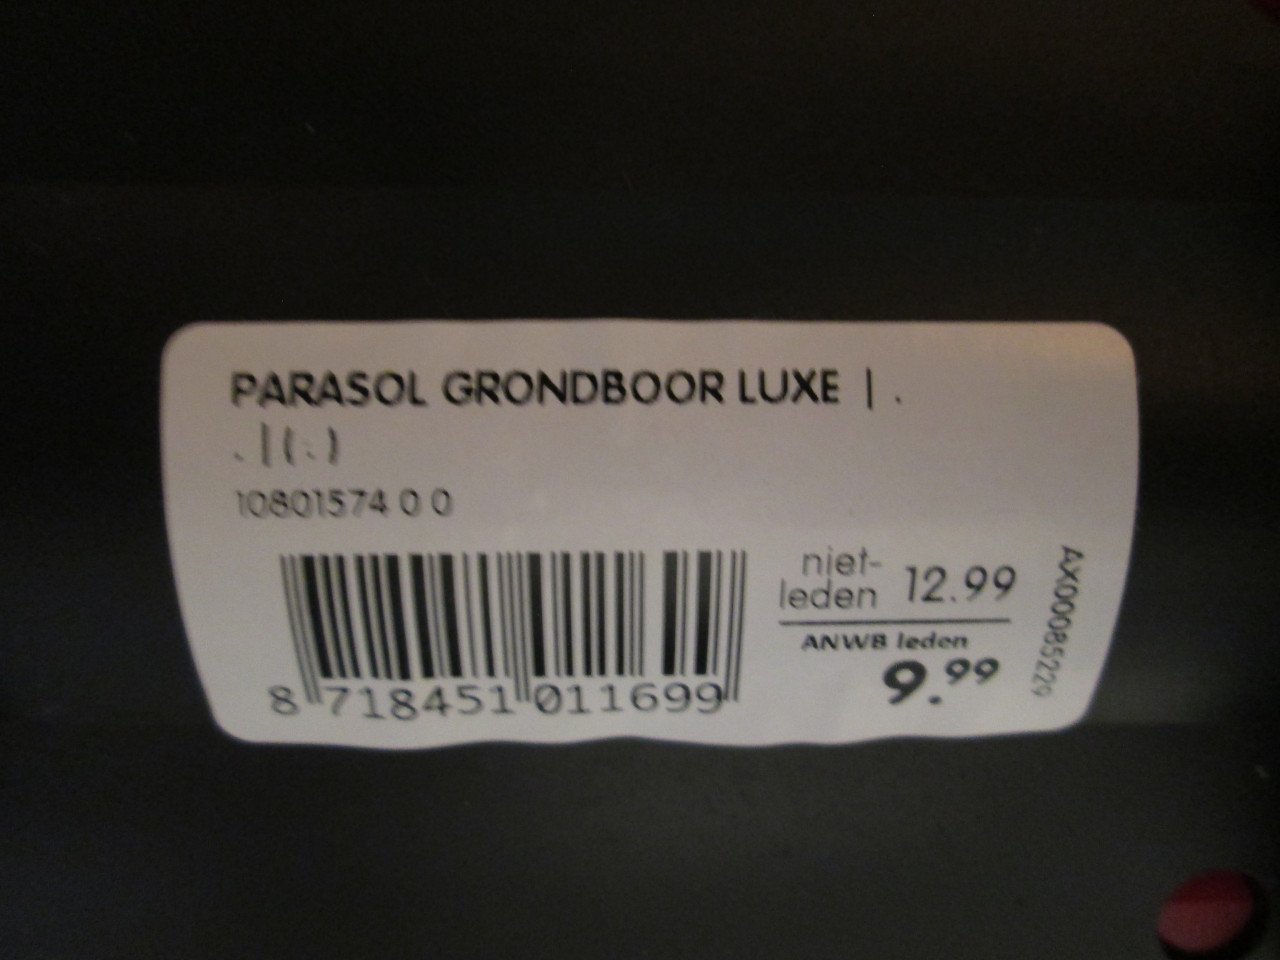 PARASOL GRONDBOOR LUXE | .
. | ( . )
10801574 0 0
niet-
leden 12.99
ANWB leden
9.99
8 718451 011699
AX00085229